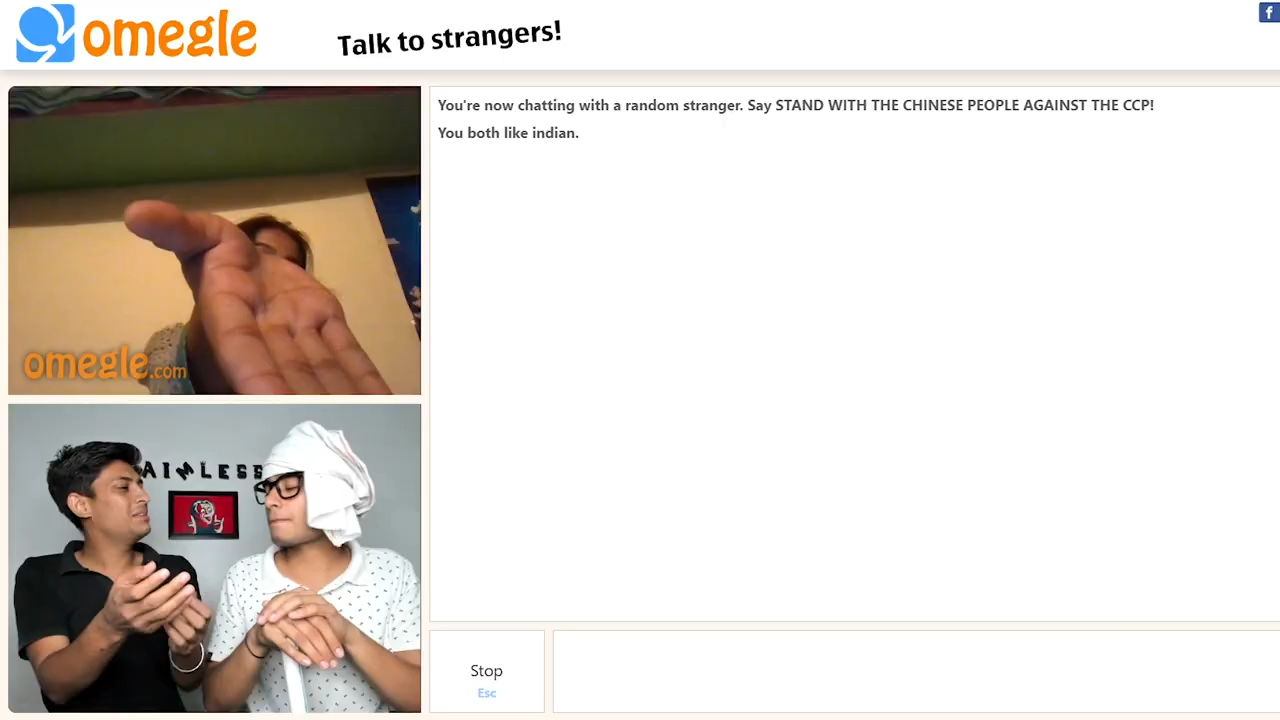 omegle
Talk to strangers!
f
You're now chatting with a random stranger. Say STAND WITH THE CHINESE PEOPLE AGAINST THE CCP!
You both like indian.
omegle.com
AIMLESS
Stop
Esc